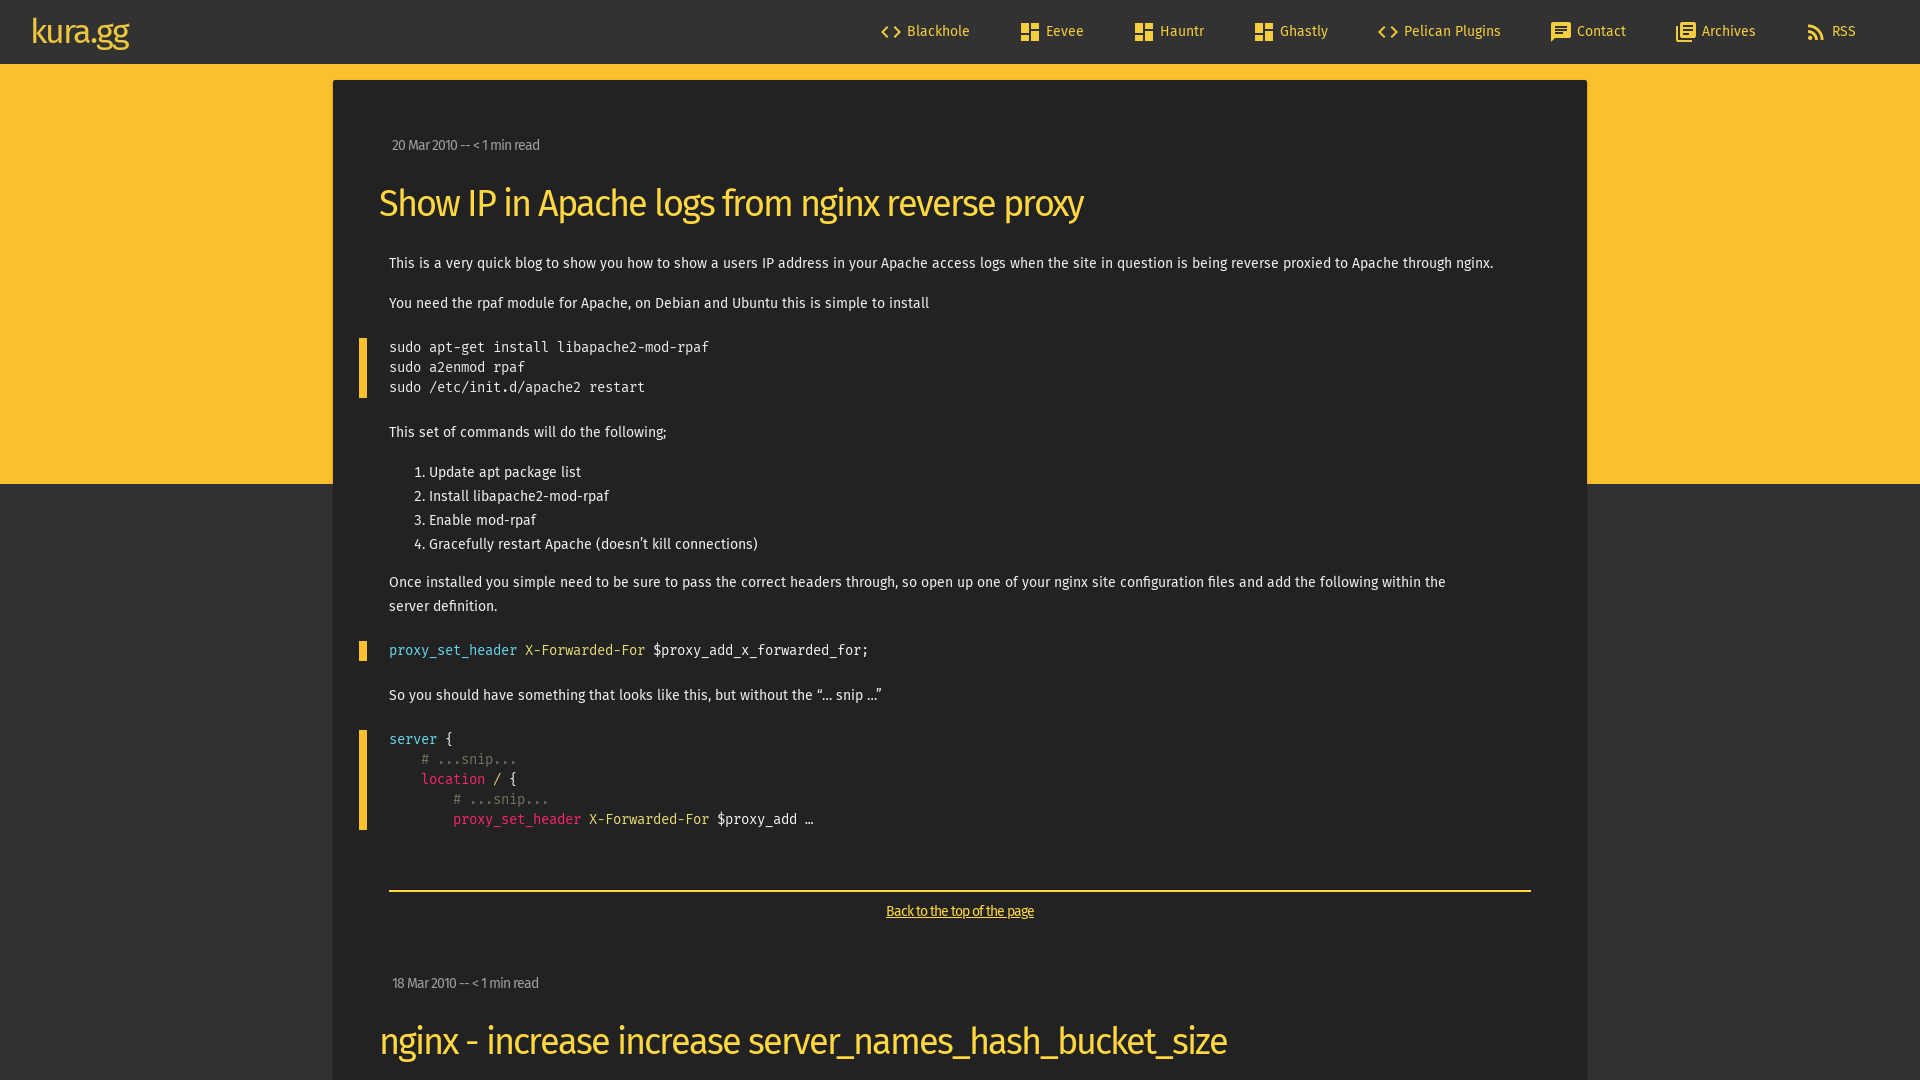 kura.gg
Blackhole
Eevee
Hauntr
Ghastly
Pelican Plugins
Contact
Archives
RSS
20 Mar 2010 -- < 1 min read
Show IP in Apache logs from nginx reverse proxy
This is a very quick blog to show you how to show a users IP address in your Apache access logs when the site in question is being reverse proxied to Apache through nginx.
You need the rpaf module for Apache, on Debian and Ubuntu this is simple to install
sudo apt-get install libapache2-mod-rpaf
sudo a2enmod rpaf
sudo /etc/init.d/apache2 restart
This set of commands will do the following;
1. Update apt package list
2. Install libapache2-mod-rpaf
3. Enable mod-rpaf
4. Gracefully restart Apache (doesn’t kill connections)
Once installed you simple need to be sure to pass the correct headers through, so open up one of your nginx site configuration files and add the following within the
server definition.
proxy_set_header X-Forwarded-For $proxy_add_x_forwarded_for;
So you should have something that looks like this, but without the “… snip …”
server {
    # ...snip...
    location / {
        # ...snip...
        proxy_set_header X-Forwarded-For $proxy_add …
Back to the top of the page
18 Mar 2010 -- < 1 min read
nginx - increase increase server_names_hash_bucket_size